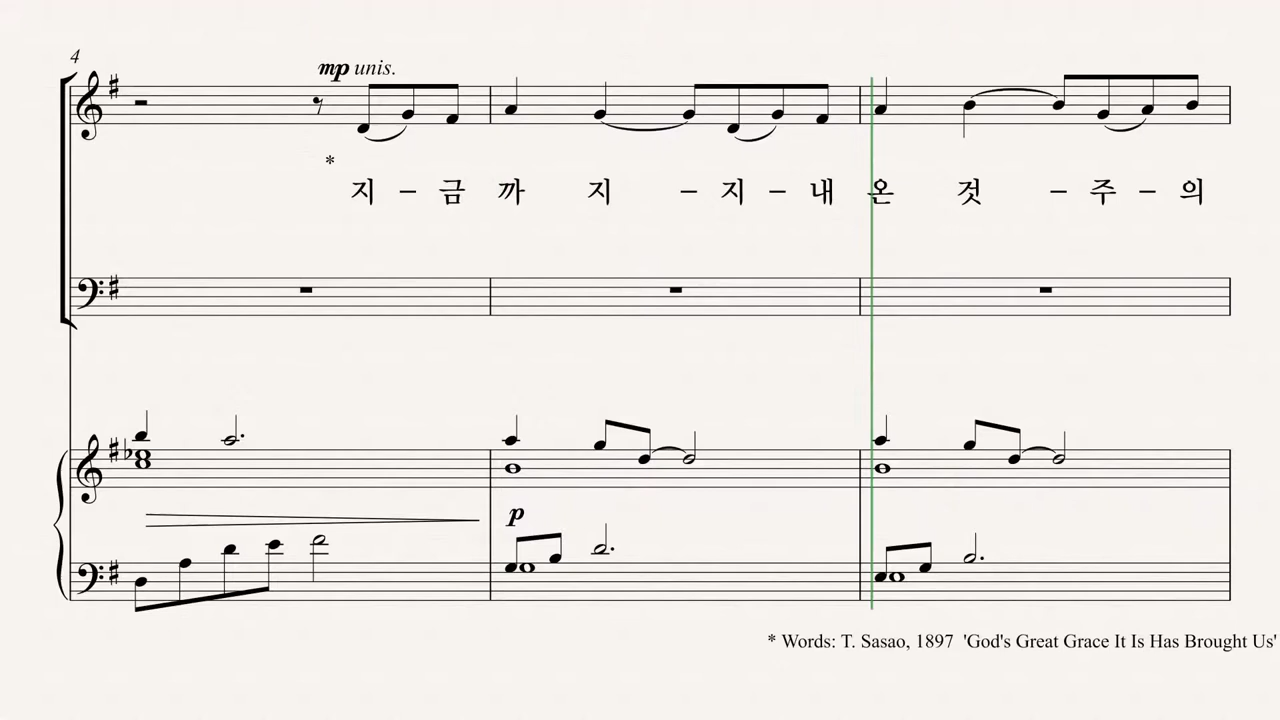 4
mp unis.
*
지 – 금 까 지 – 지 – 내 온 것 – 주 – 의
p
* Words: T. Sasao, 1897 'God's Great Grace It Is Has Brought Us'